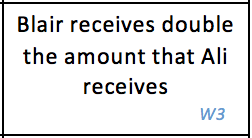 Blair receives double
the amount that Ali
receives
W3